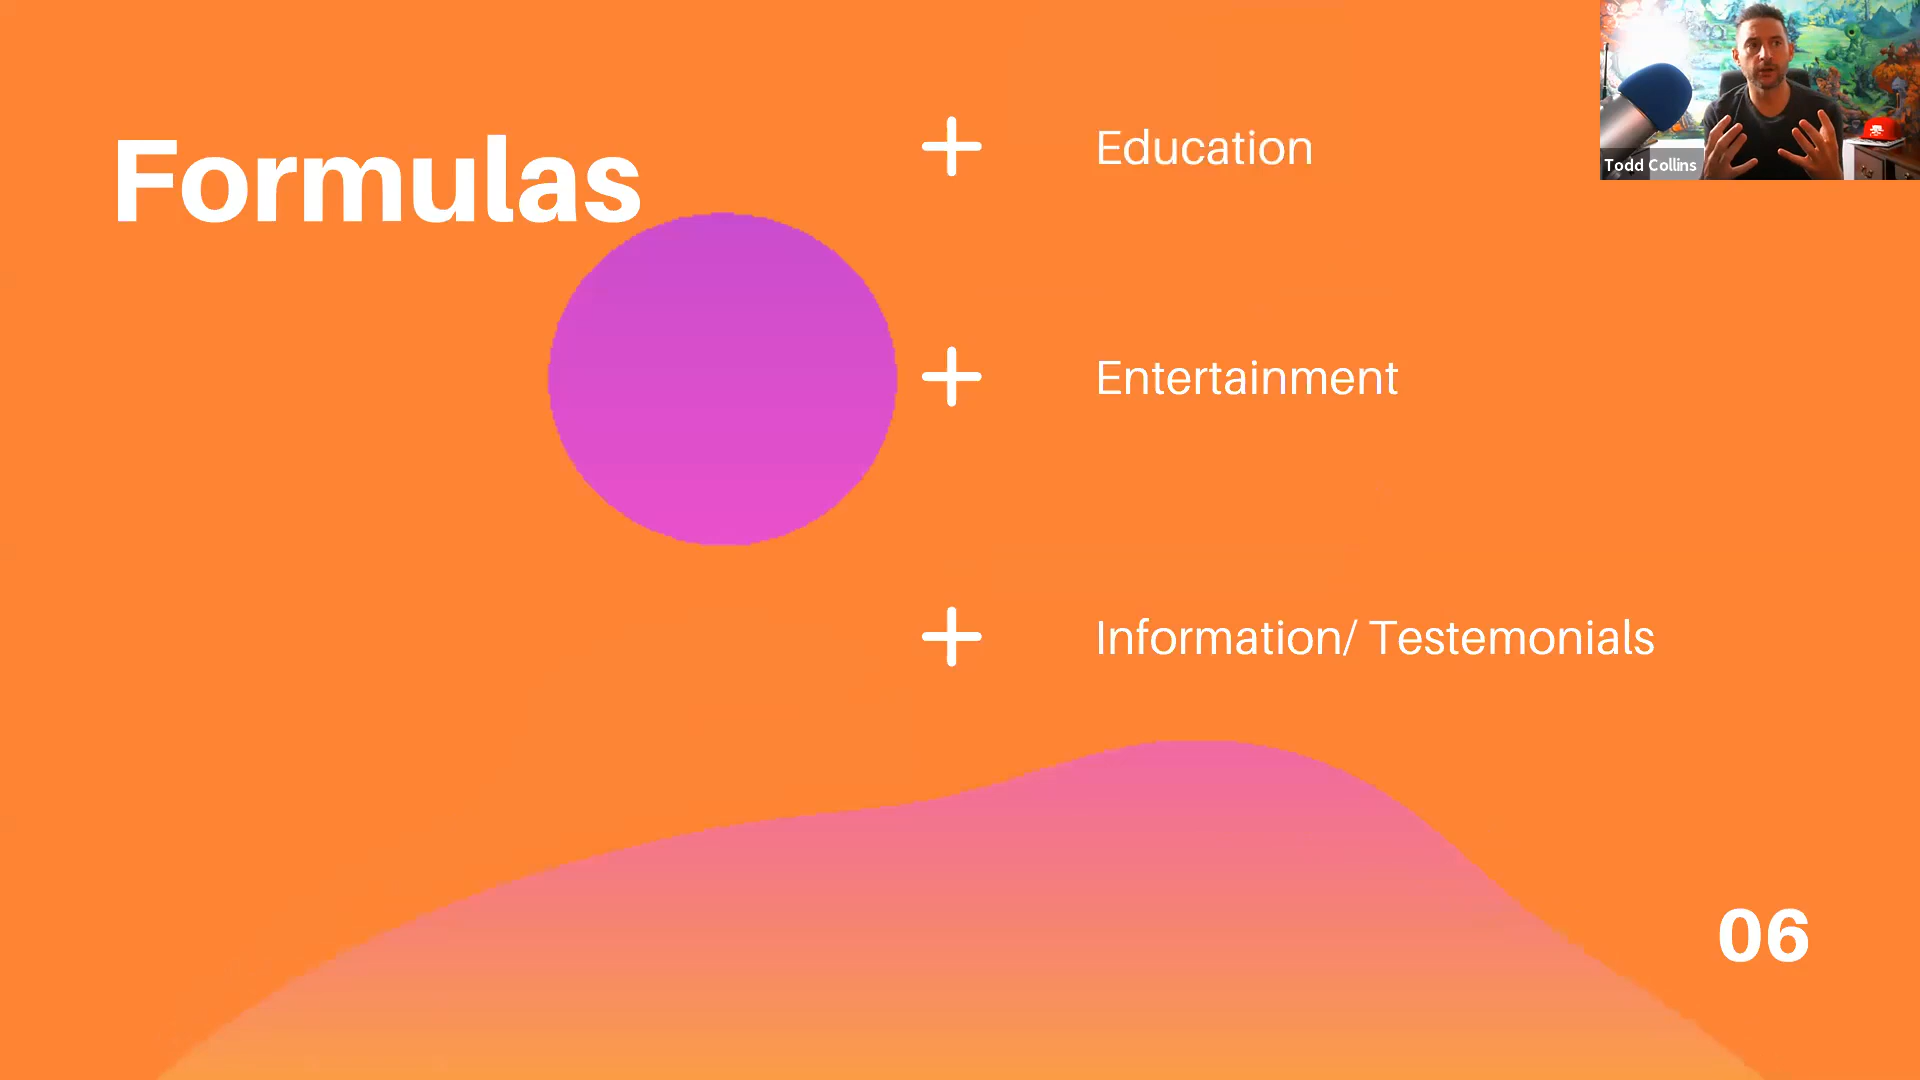 Formulas
Education
Entertainment
Information/ Testemonials
06
Todd Collins